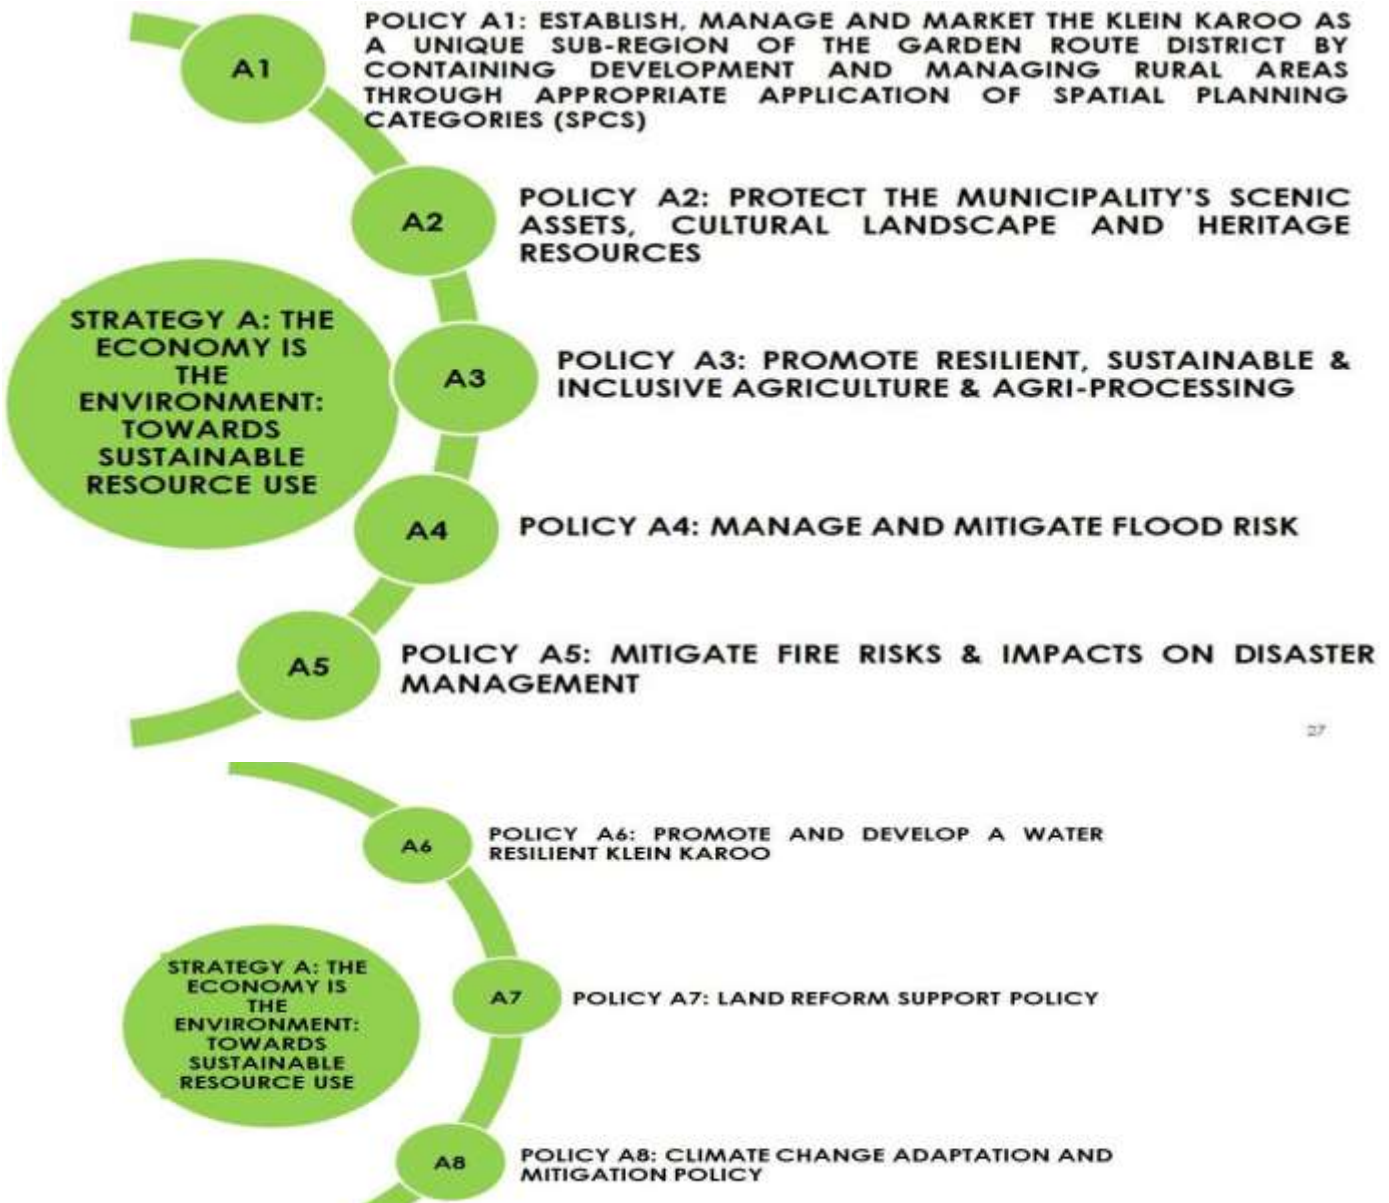 A1
POLICY A1: ESTABLISH, MANAGE AND MARKET THE KLEIN KAROO AS
A UNIQUE SUB-REGION OF THE GARDEN ROUTE DISTRICT BY
CONTAINING DEVELOPMENT AND MANAGING RURAL AREAS
THROUGH APPROPRIATE APPLICATION OF SPATIAL PLANNING
CATEGORIES (SPCS)
A2
POLICY A2: PROTECT THE MUNICIPALITY'S SCENIC
ASSETS, CULTURAL LANDSCAPE AND HERITAGE
RESOURCES
STRATEGY A: THE
ECONOMY IS
THE
ENVIRONMENT:
TOWARDS
SUSTAINABLE
RESOURCE USE
A3
POLICY A3: PROMOTE RESILIENT, SUSTAINABLE &
INCLUSIVE AGRICULTURE & AGRI-PROCESSING
A4
POLICY A4: MANAGE AND MITIGATE FLOOD RISK
A5
POLICY A5: MITIGATE FIRE RISKS & IMPACTS ON DISASTER
MANAGEMENT
27
A6
POLICY A6: PROMOTE AND DEVELOP A WATER
RESILIENT KLEIN KAROO
STRATEGY A: THE
ECONOMY IS
THE
ENVIRONMENT:
TOWARDS
SUSTAINABLE
RESOURCE USE
A7
POLICY A7: LAND REFORM SUPPORT POLICY
A8
POLICY A8: CLIMATE CHANGE ADAPTATION AND
MITIGATION POLICY